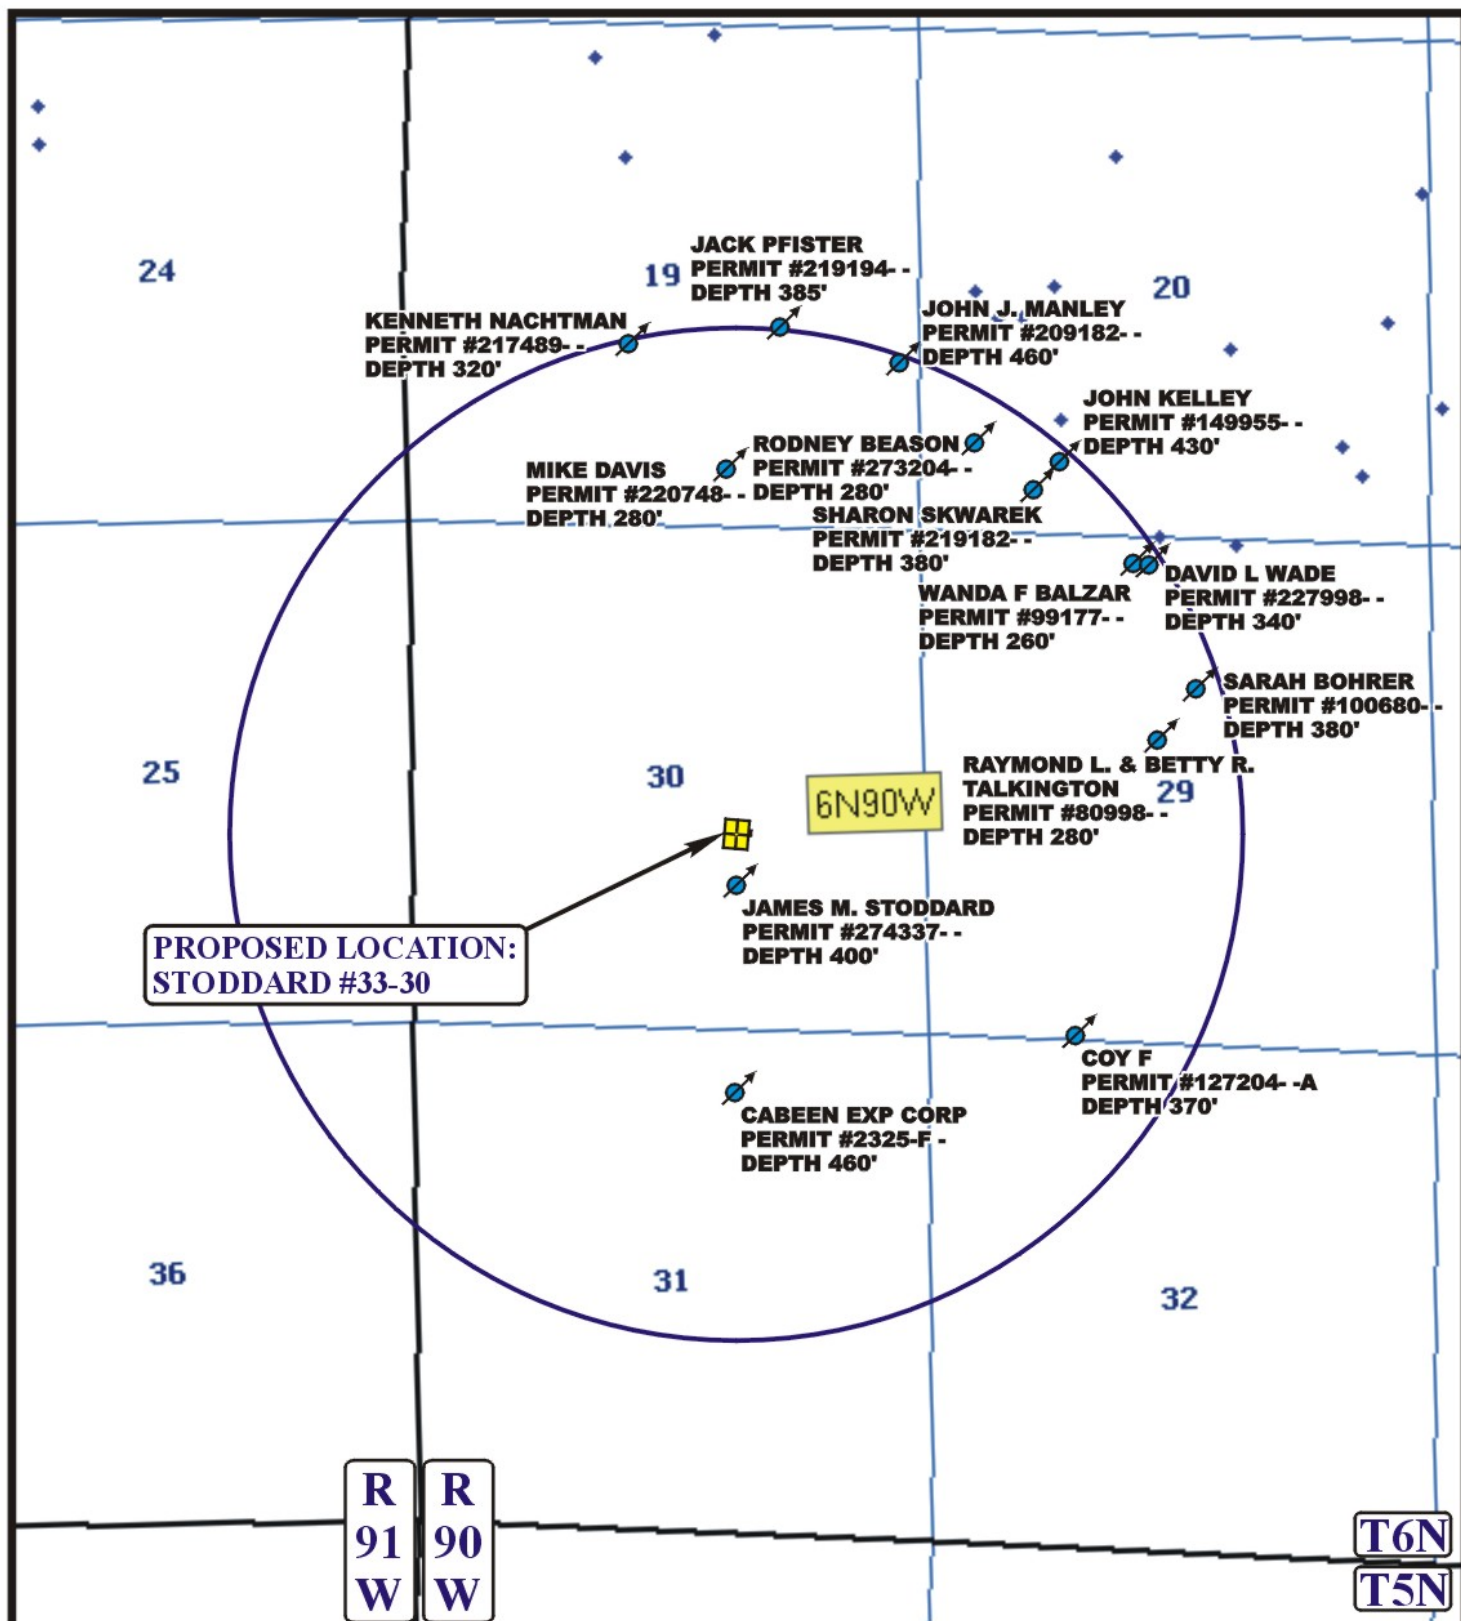 24
19
20
JACK PFISTER
PERMIT #219194- -
DEPTH 385'
KENNETH NACHTMAN
PERMIT #217489- -
DEPTH 320'
JOHN J. MANLEY
PERMIT #209182- -
DEPTH 460'
JOHN KELLEY
PERMIT #149955- -
DEPTH 430'
RODNEY BEASON
PERMIT #273204- -
DEPTH 280'
MIKE DAVIS
PERMIT #220748- -
DEPTH 280'
SHARON SKWAREK
PERMIT #219182- -
DEPTH 380'
WANDA F BALZAR
PERMIT #99177- -
DEPTH 260'
DAVID L WADE
PERMIT #227998- -
DEPTH 340'
SARAH BOHRER
PERMIT #100680- -
DEPTH 380'
25
30
6N90W
RAYMOND L. & BETTY R.
TALKINGTON
PERMIT #80998- -
DEPTH 280'
29
JAMES M. STODDARD
PERMIT #274337- -
DEPTH 400'
PROPOSED LOCATION:
STODDARD #33-30
COY F
PERMIT #127204- -A
DEPTH 370'
CABEEN EXP CORP
PERMIT #2325-F -
DEPTH 460'
36
31
32
R
91
W
R
90
W
T6N
T5N